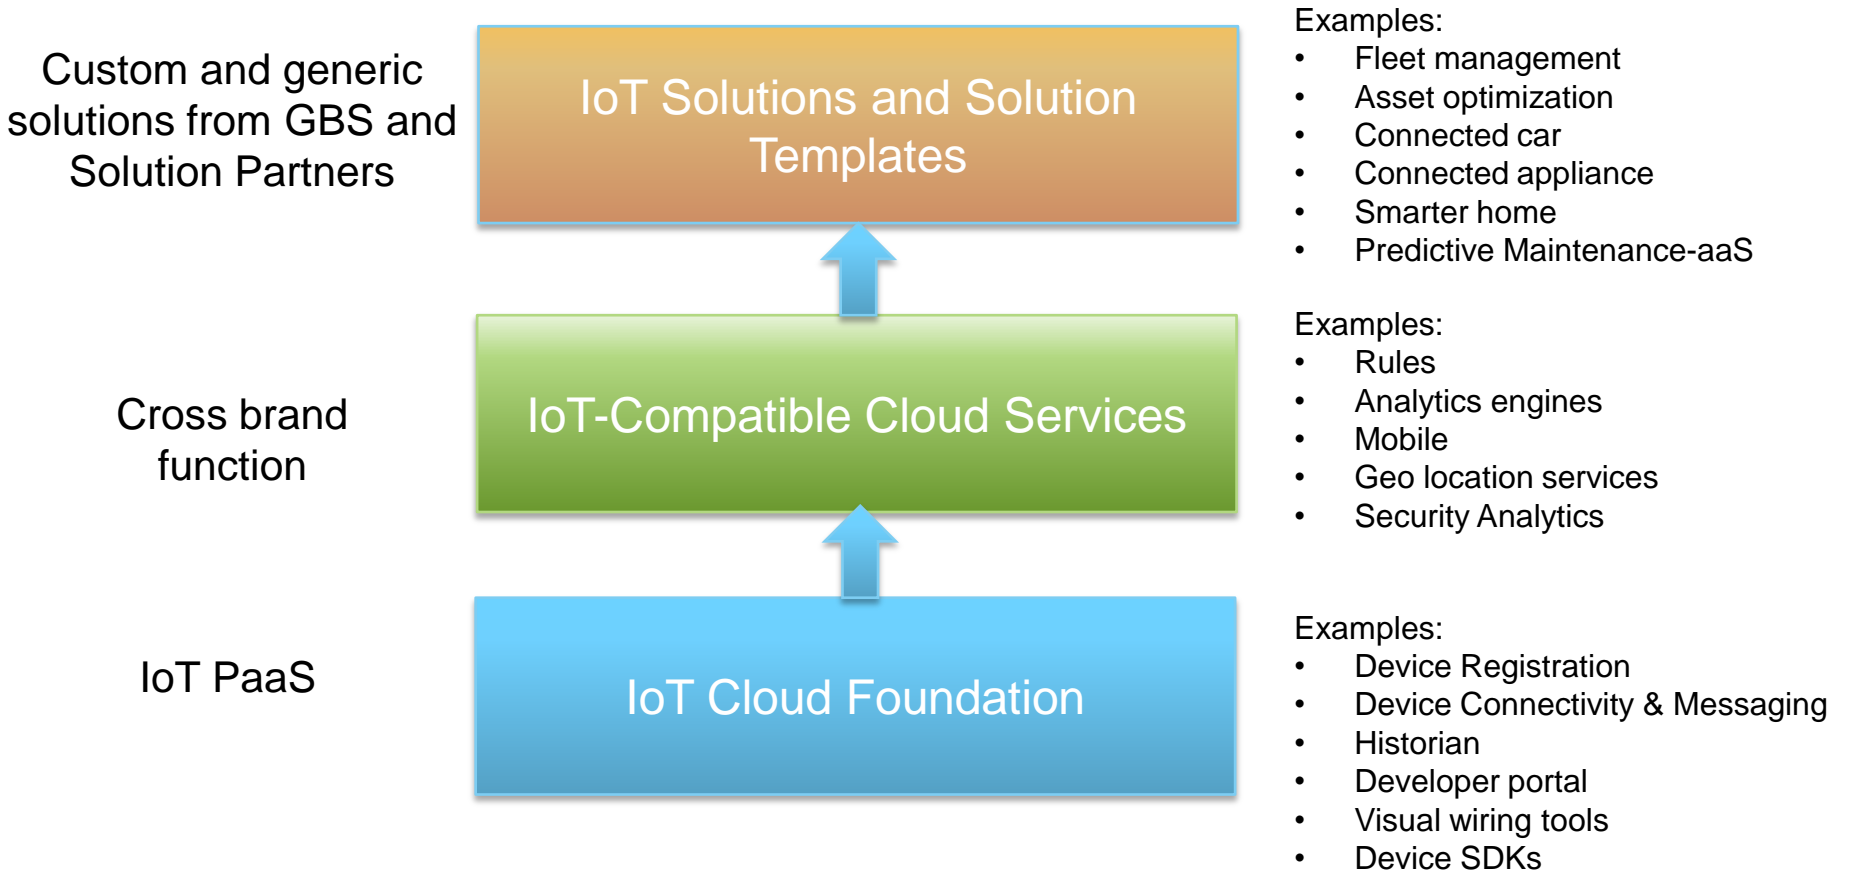 Custom and generic
solutions from GBS and
Solution Partners
IoT Solutions and Solution
Templates
Examples:
• Fleet management
• Asset optimization
• Connected car
• Connected appliance
• Smarter home
• Predictive Maintenance-aaS
Cross brand
function
IoT-Compatible Cloud Services
Examples:
• Rules
• Analytics engines
• Mobile
• Geo location services
• Security Analytics
IoT PaaS
IoT Cloud Foundation
Examples:
• Device Registration
• Device Connectivity & Messaging
• Historian
• Developer portal
• Visual wiring tools
• Device SDKs